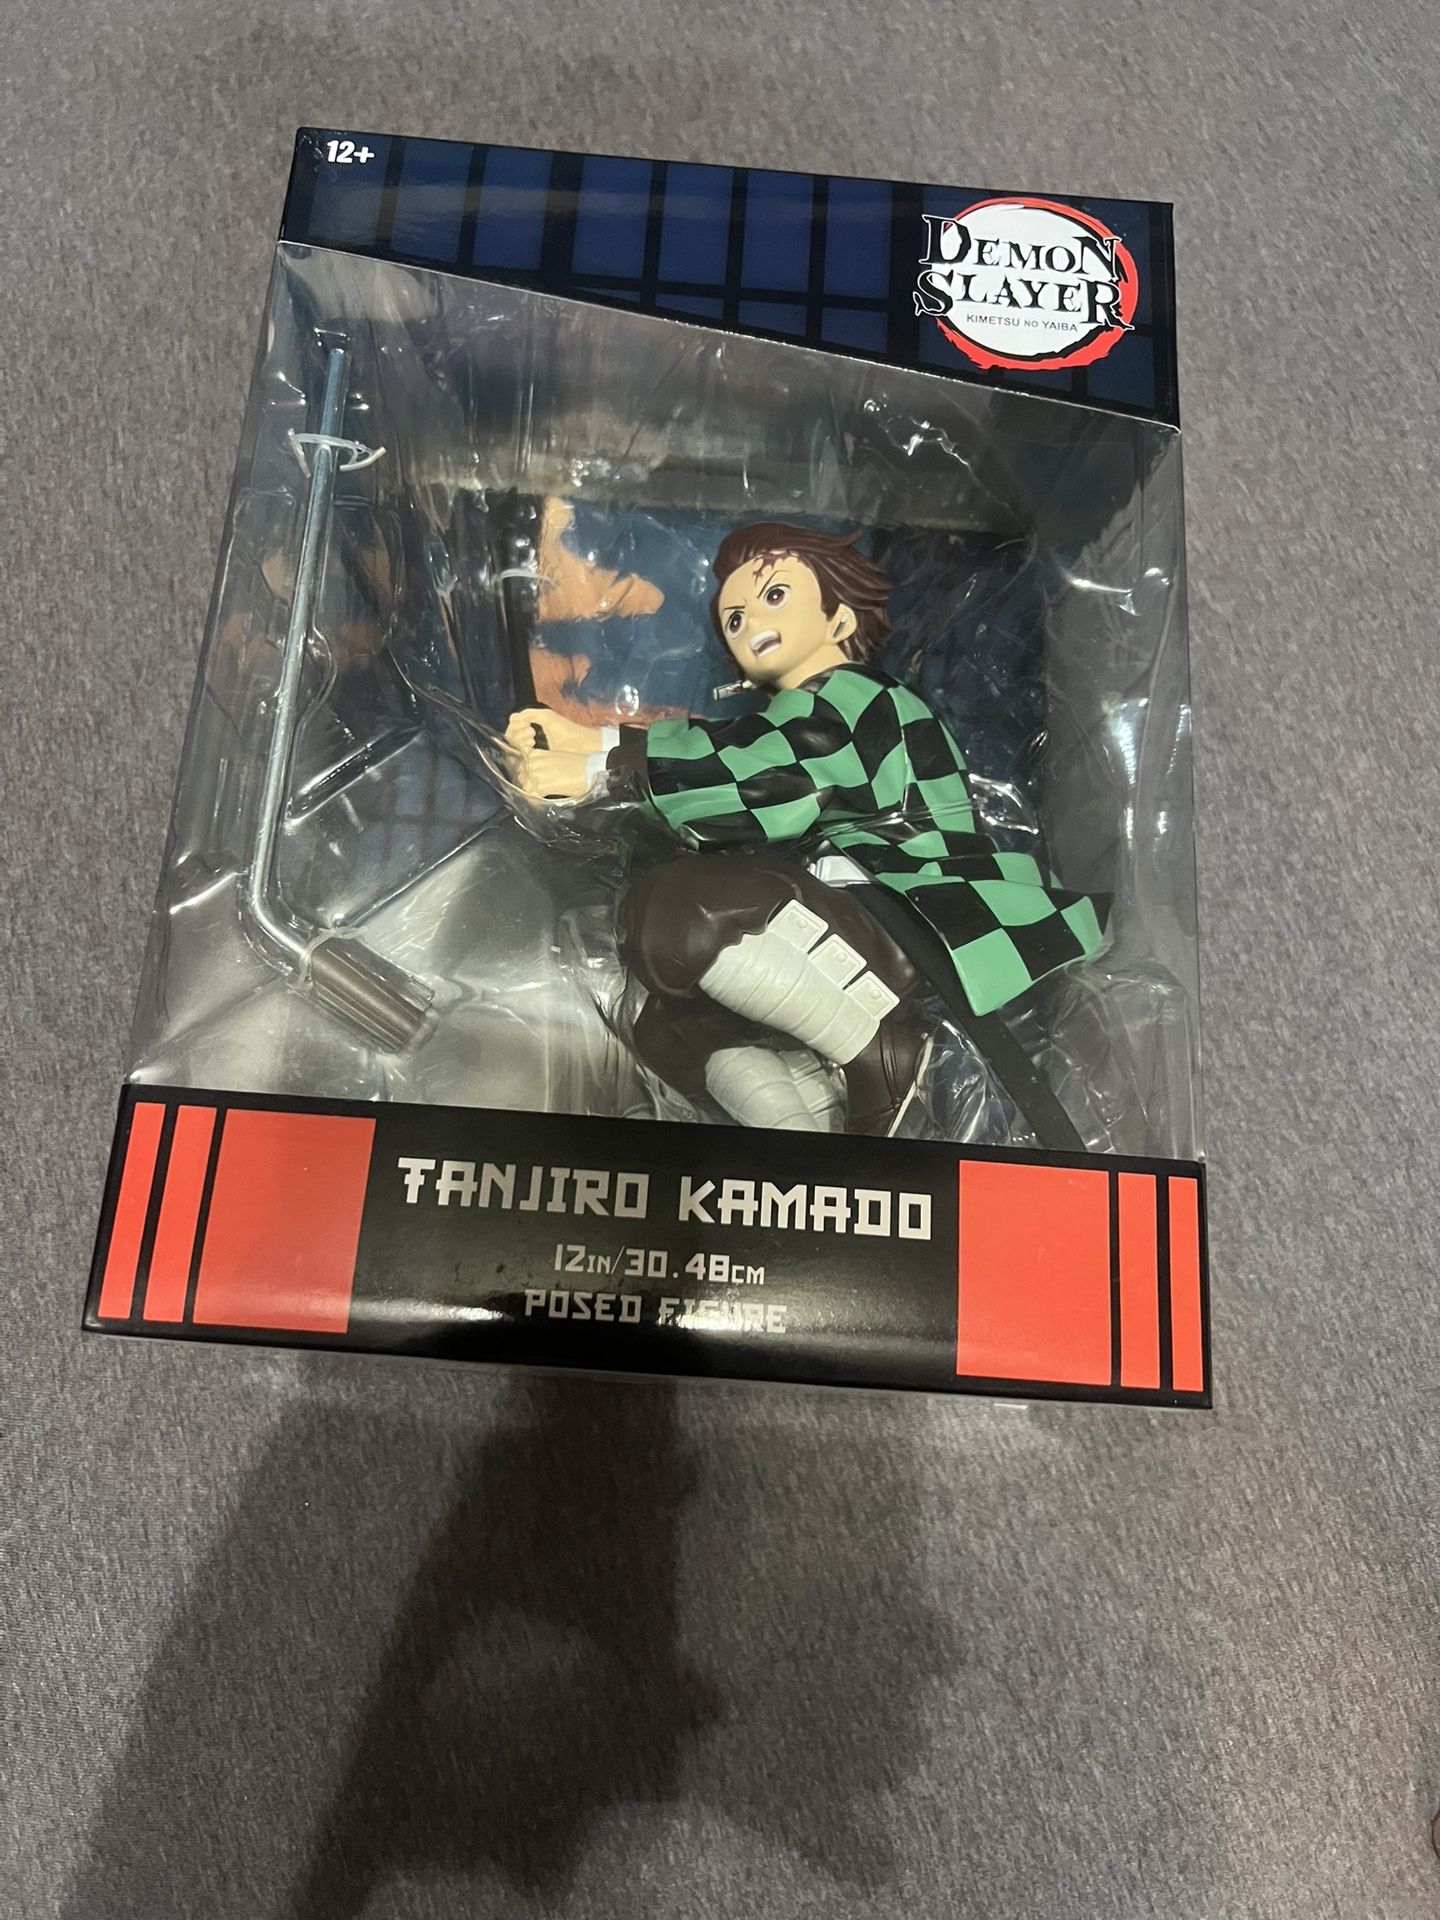 12+
DEMON
SLAYER
KIMETSU NO YAIBA
TANJIRO KAMADO
12IN/30.48CM
POSED FIGURE